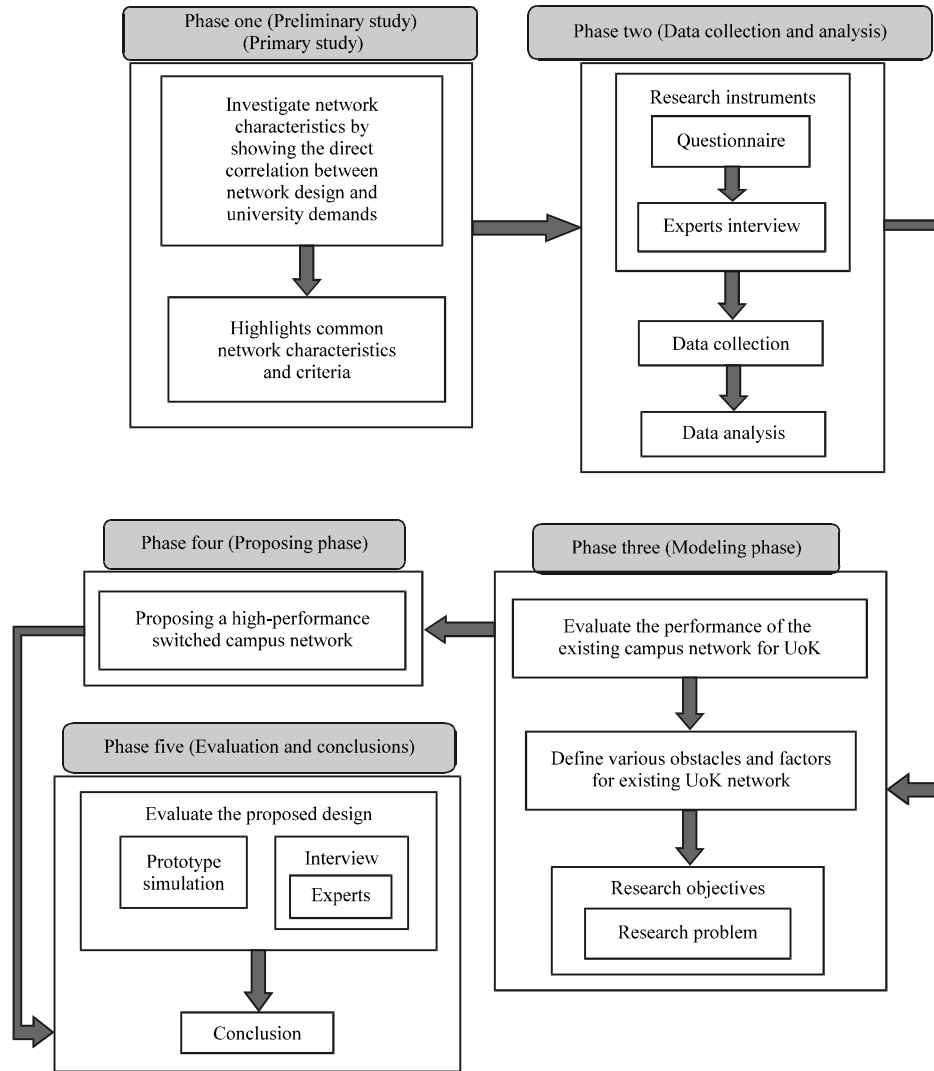 Phase one (Preliminary study)
(Primary study)
Investigate network
characteristics by
showing the direct
correlation between
network design and
university demands
Highlights common
network characteristics
and criteria
Phase two (Data collection and analysis)
Research instruments
Questionnaire
Experts interview
Data collection
Data analysis
Phase three (Modeling phase)
Evaluate the performance of the
existing campus network for UoK
Define various obstacles and factors
for existing UoK network
Research objectives
Research problem
Phase four (Proposing phase)
Proposing a high-performance
switched campus network
Phase five (Evaluation and conclusions)
Evaluate the proposed design
Prototype
simulation
Interview
Experts
Conclusion